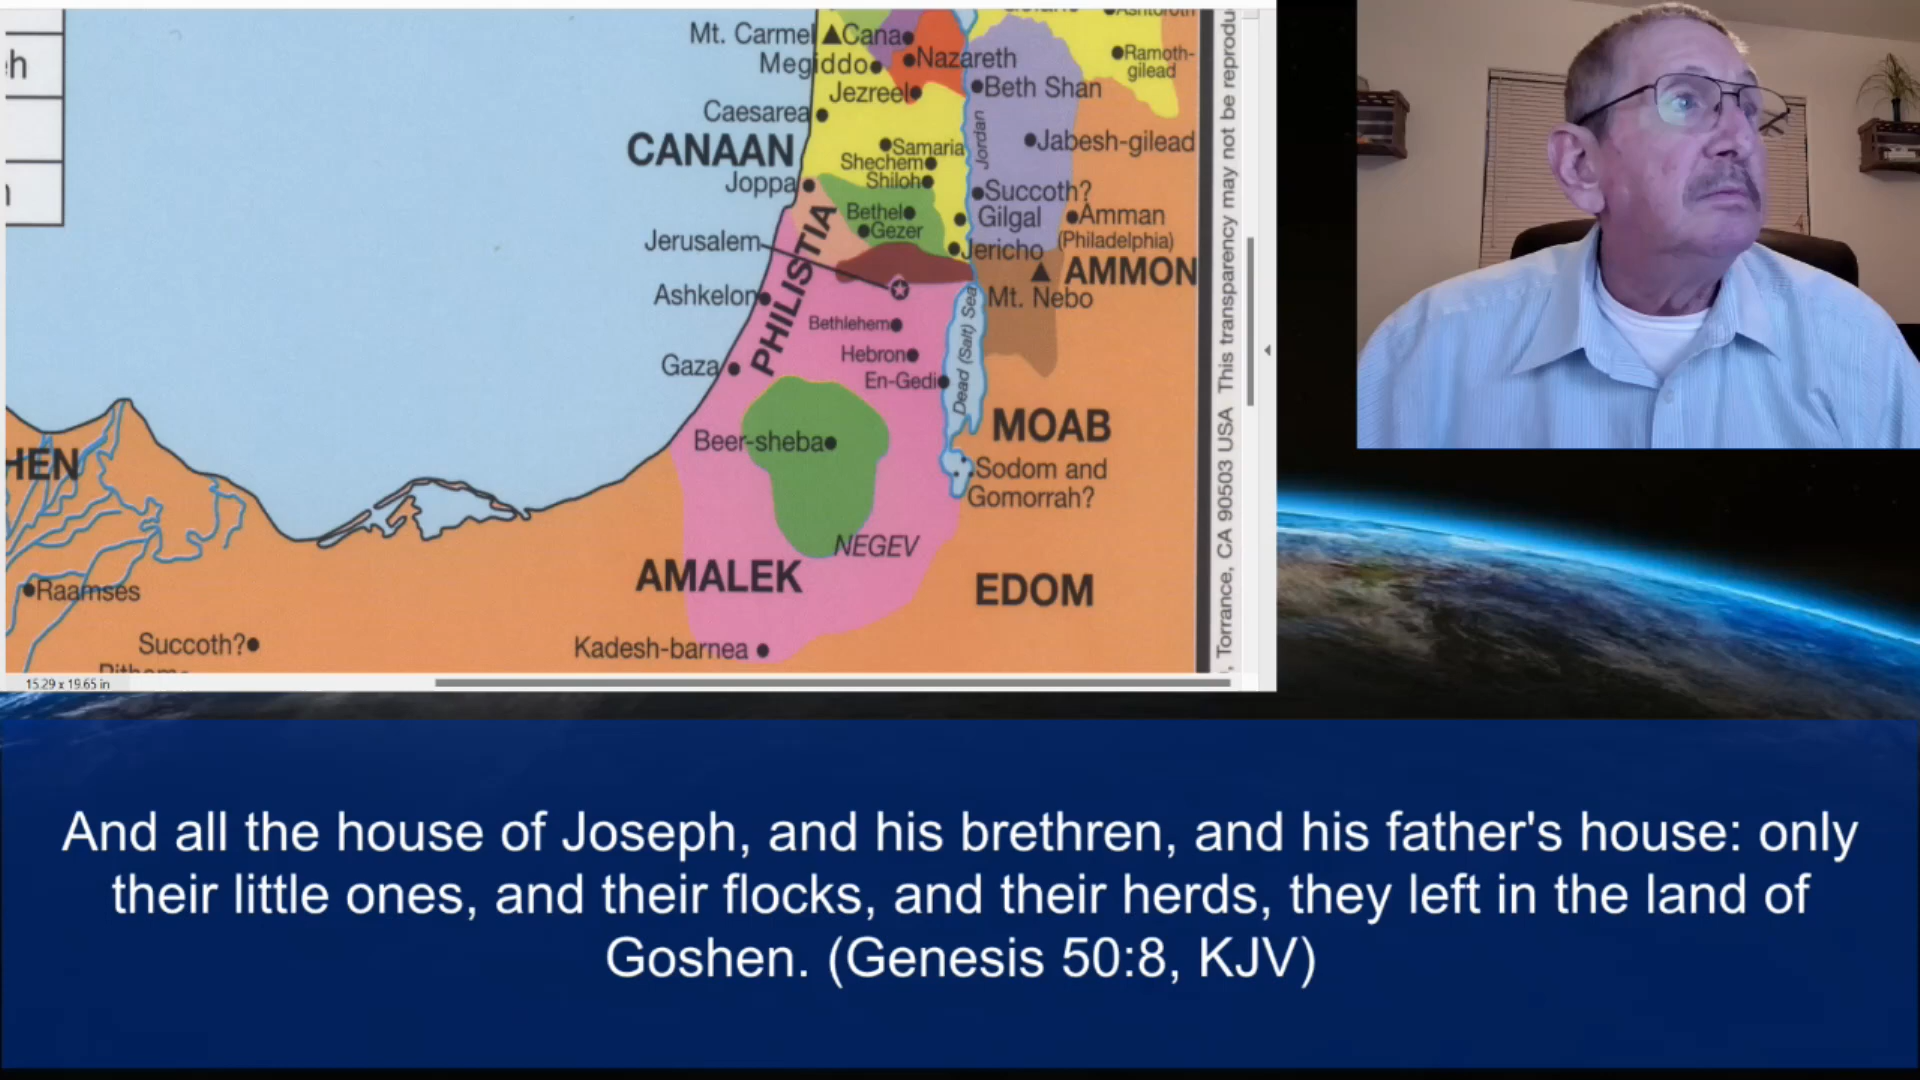 h
Mt. Carmel
Cana
Ashtoroth
Megiddo
Nazareth
Ramoth-
gilead
Jezreel
Beth Shan
Caesarea
CANAAN
Samaria
Jordan
Jabesh-gilead
Shechem
Joppa
Shiloh
Succoth?
Bethel
Gilgal
Amman
(Philadelphia)
Gezer
Jerusalem
PHILISTIA
Jericho
AMMON
Ashkelon
Mt. Nebo
Bethlehem
Dead (Salt) Sea
Gaza
Hebron
En-Gedi
MOAB
Beer-sheba
HEN
Sodom and
Gomorrah?
NEGEV
AMALEK
EDOM
Raamses
Succoth?
Kadesh-barnea
, Torrance, CA 90503 USA This transparency may not be reprodu
15.29 x 19.65 in
And all the house of Joseph, and his brethren, and his father's house: only
their little ones, and their flocks, and their herds, they left in the land of
Goshen. (Genesis 50:8, KJV)